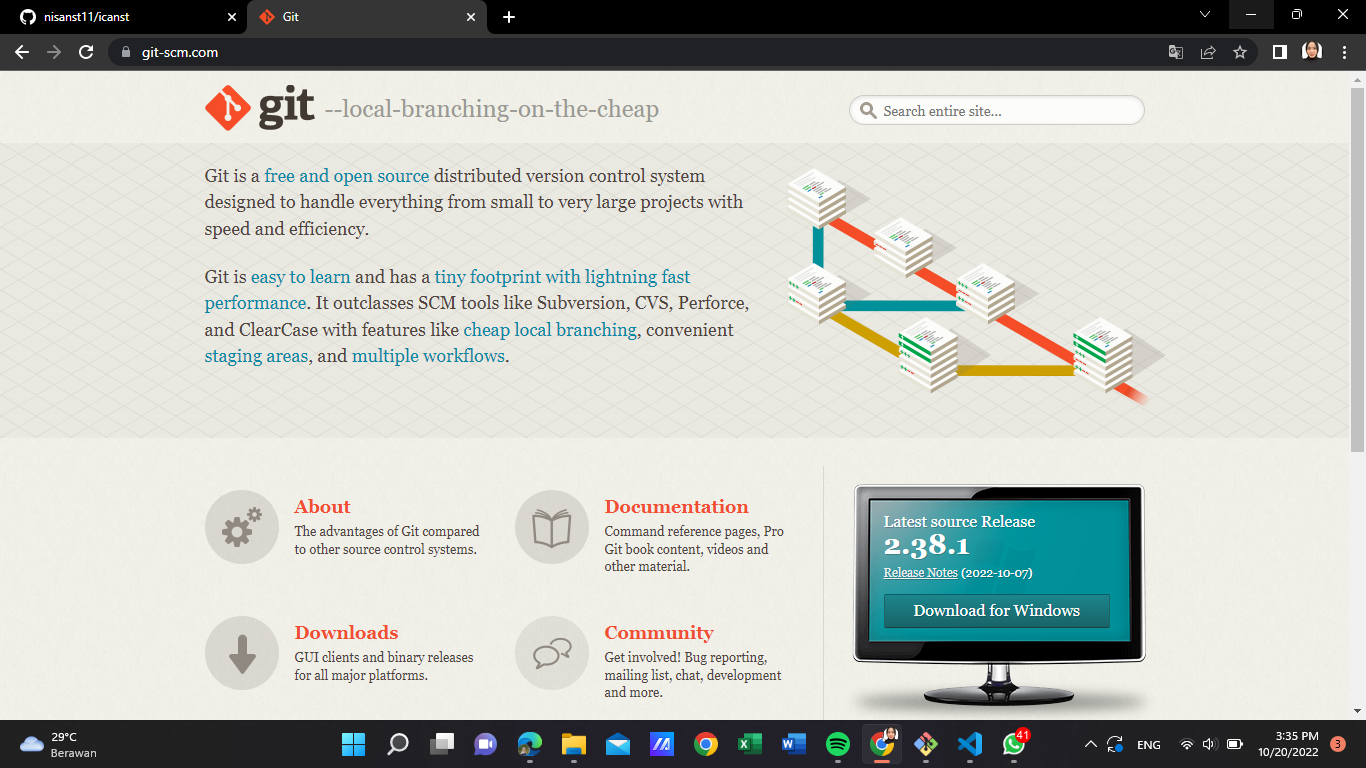 nisanst11/icanst
Git
git-scm.com
git --local-branching-on-the-cheap
Search entire site...
Git is a free and open source distributed version control system
designed to handle everything from small to very large projects with
speed and efficiency.
Git is easy to learn and has a tiny footprint with lightning fast
performance. It outclasses SCM tools like Subversion, CVS, Perforce,
and ClearCase with features like cheap local branching, convenient
staging areas, and multiple workflows.
About
The advantages of Git compared
to other source control systems.
Documentation
Command reference pages, Pro
Git book content, videos and
other material.
Downloads
GUI clients and binary releases
for all major platforms.
Community
Get involved! Bug reporting,
mailing list, chat, development
and more.
Latest source Release
2.38.1
Release Notes (2022-10-07)
Download for Windows
29°C
Berawan
41
ENG
3:35 PM
10/20/2022
3